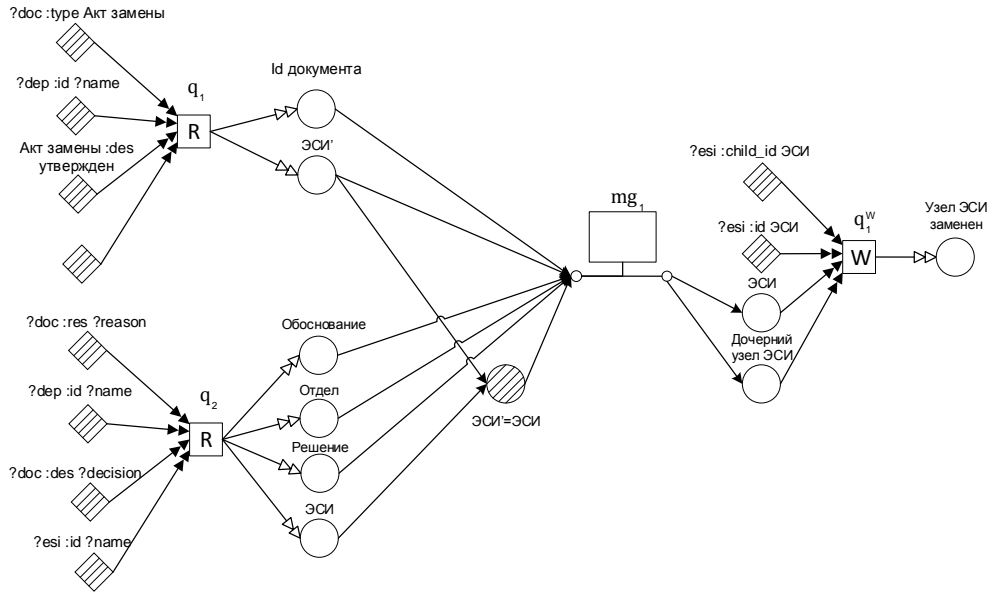 ?doc :type Акт замены
?dep :id ?name
Акт замены :des
утвержден
q1
R
Id документа
ЭСИ’
?doc :res ?reason
?dep :id ?name
?doc :des ?decision
?esi :id ?name
q2
R
Обоснование
Отдел
Решение
ЭСИ
ЭСИ’=ЭСИ
mg1
?esi :child_id ЭСИ
?esi :id ЭСИ
ЭСИ
Дочерний
узел ЭСИ
q1W
W
Узел ЭСИ
заменен